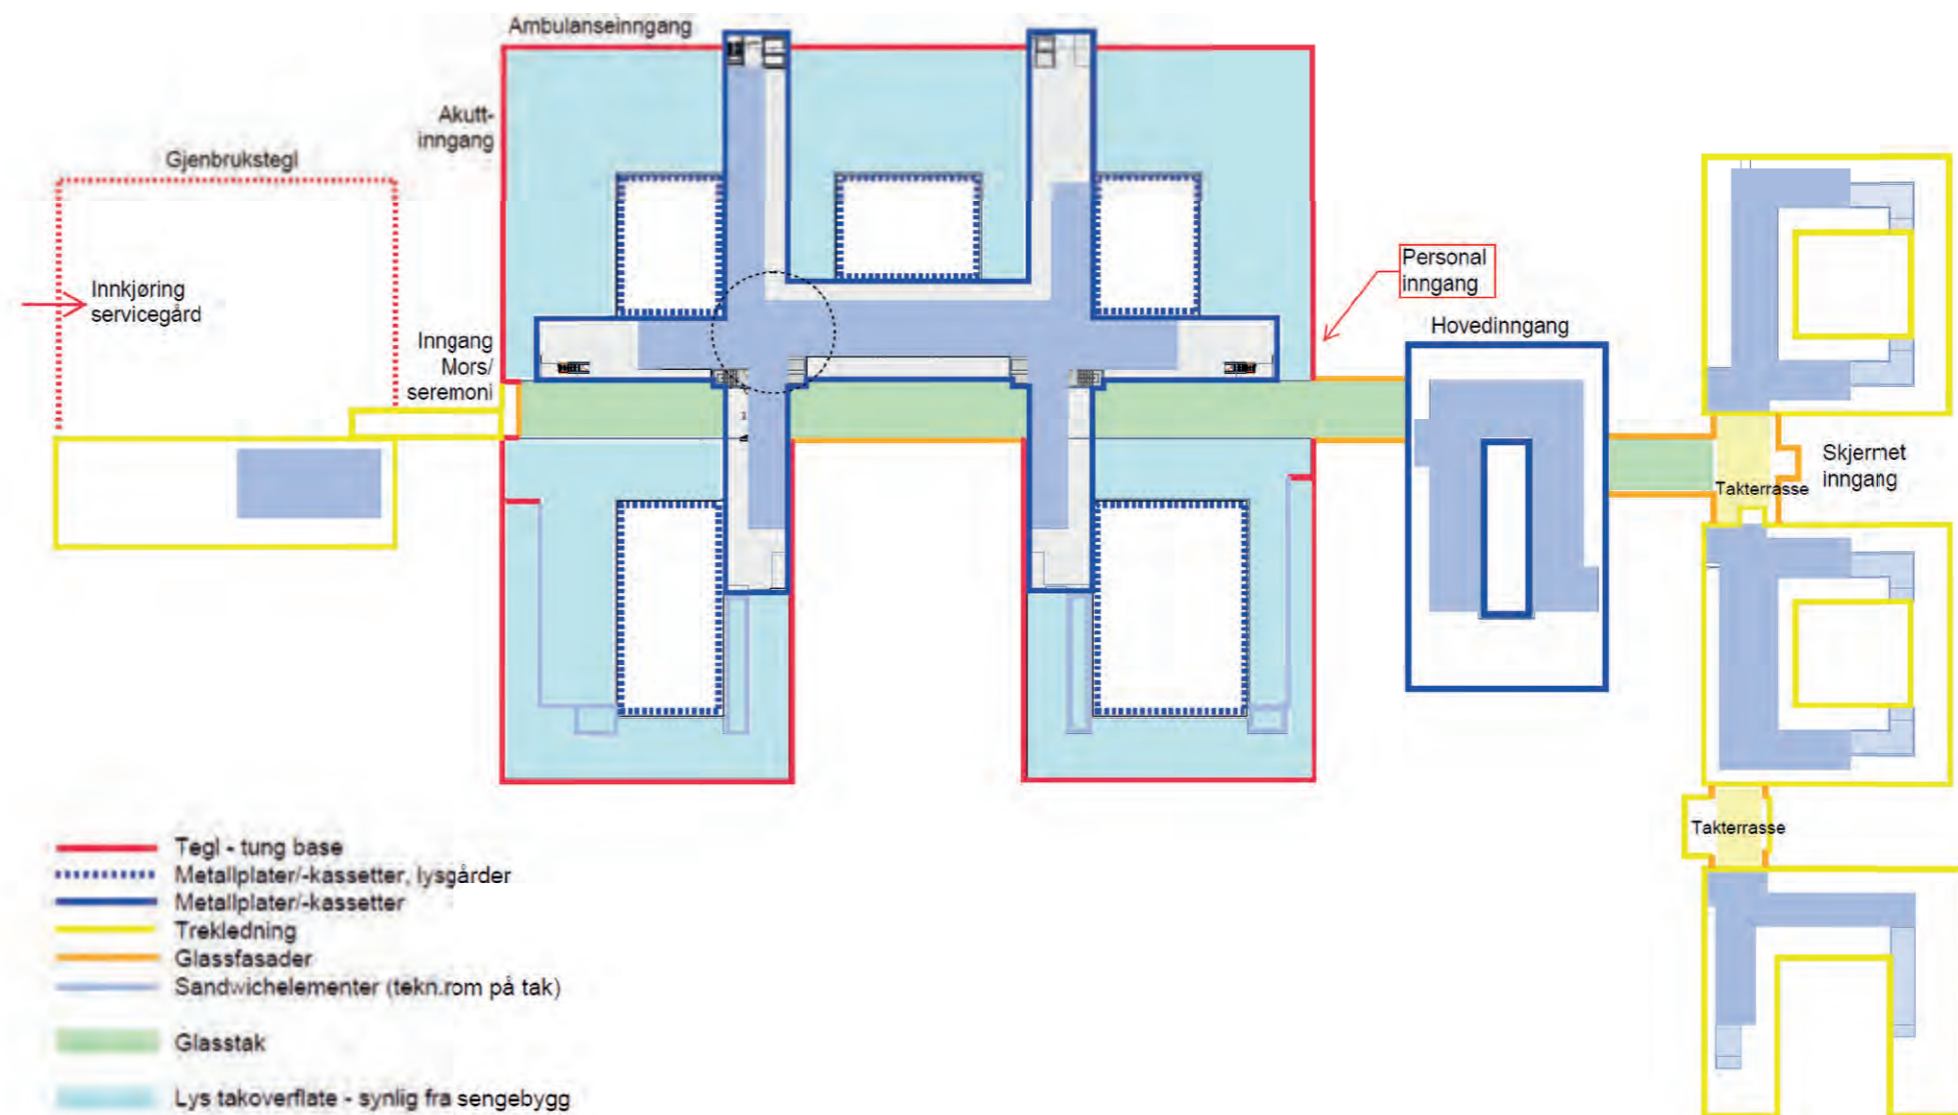 Ambulanseinngang
Akutt-
inngang
Gjenbrukstegl
Innkjøring
servicegård
Inngang
Mors/
seremoni
Personal
inngang
Hovedinngang
Skjermet
inngang
Takterrasse
Takterrasse
Tegl - tung base
Metallplater/-kassetter, lysgårder
Metallplater/-kassetter
Trekledning
Glassfasader
Sandwichelementer (tekn.rom på tak)
Glasstak
Lys takoverflate - synlig fra sengebygg